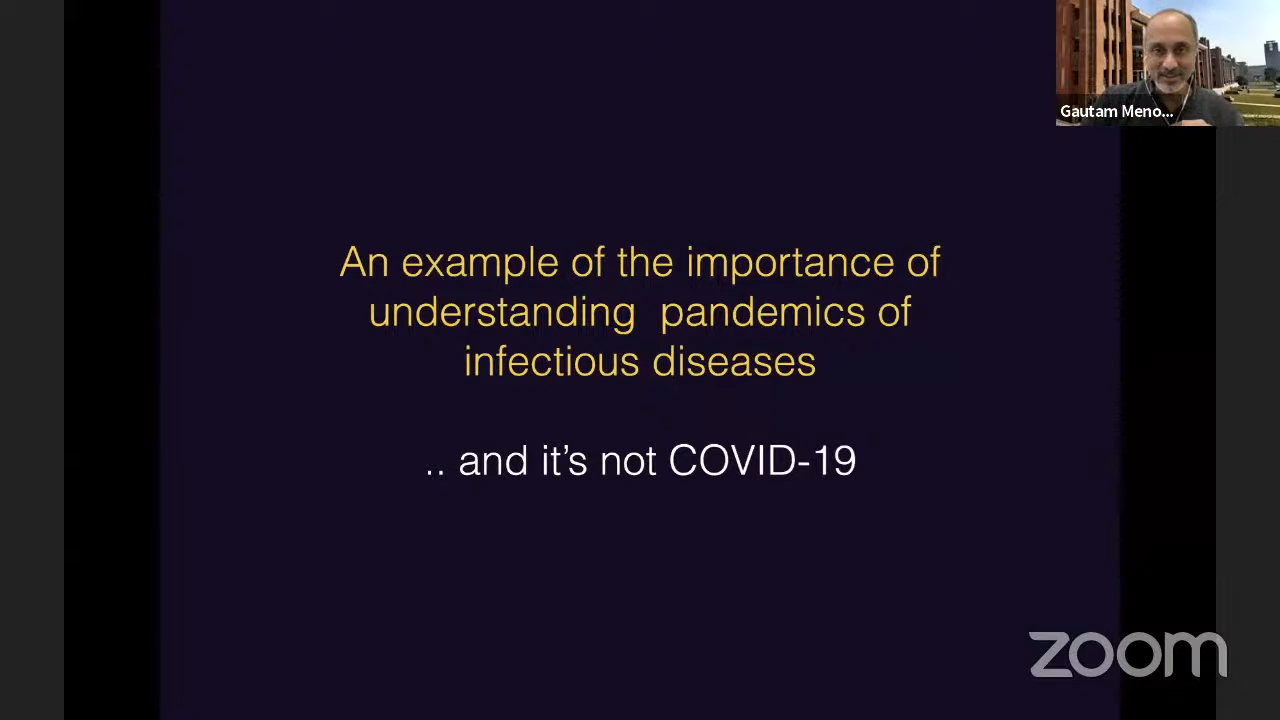 Gautam Meno...
An example of the importance of
understanding pandemics of
infectious diseases
.. and it's not COVID-19
zoom